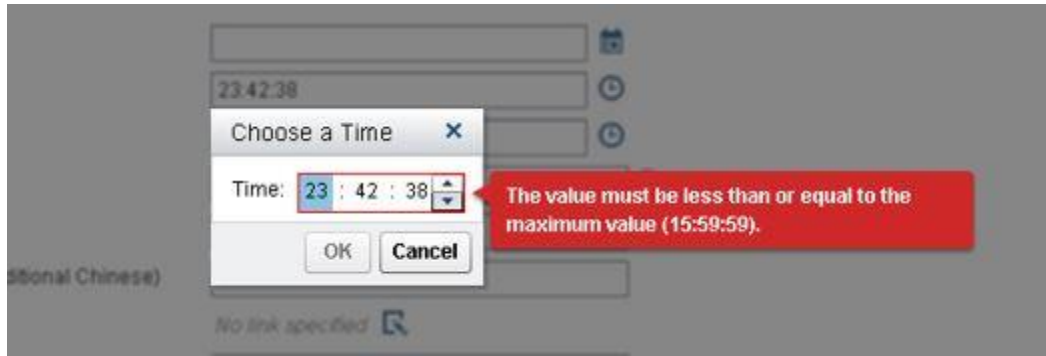 23:42:38
Choose a Time
Time: 23 : 42 : 38
The value must be less than or equal to the
maximum value (15:59:59).
OK Cancel
Chinese)
No link specified